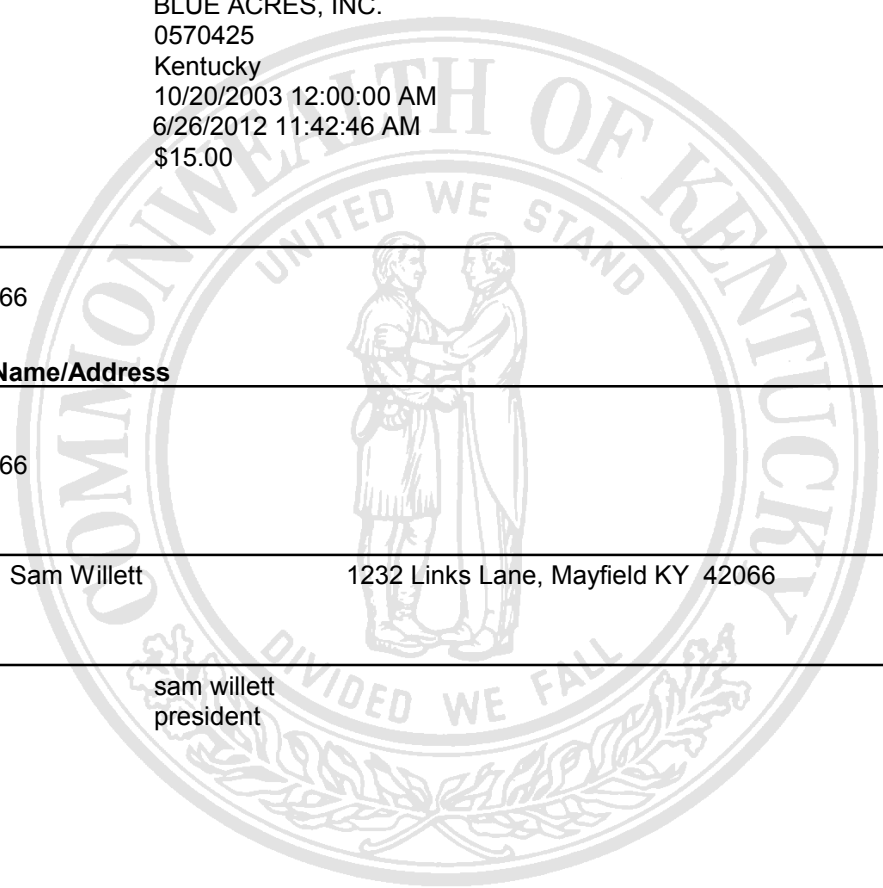 BLUE ACRES, INC.
0570425
Kentucky
10/20/2003 12:00:00 AM
6/26/2012 11:42:46 AM
$15.00
COMMONWEALTH OF KENTUCKY
UNITED WE STAND
66
Name/Address
66
Sam Willett 1232 Links Lane, Mayfield KY 42066
DIVIDED WE FALL
sam willett
president